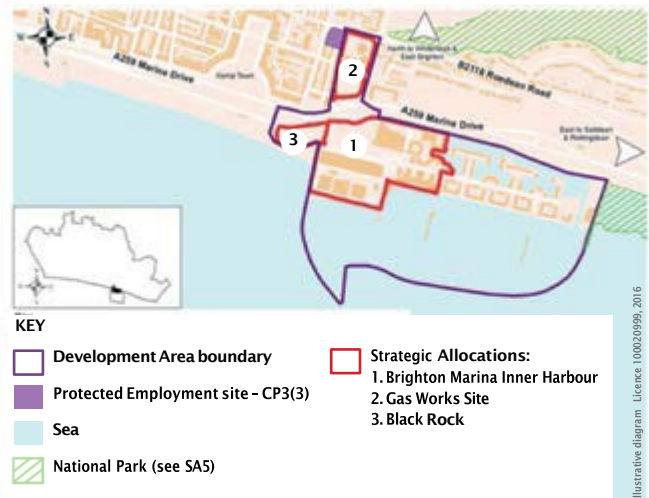 N
North to Woodingdean &
East Brighton
B2118 Roedean Road
A259 Marine Drive
Kemp Town
2
A259 Marine Drive
East to Saltdean
& Rottingdean
3
1
KEY
Development Area boundary
Protected Employment site – CP3(3)
Sea
National Park (see SA5)
Strategic Allocations:
1. Brighton Marina Inner Harbour
2. Gas Works Site
3. Black Rock
Illustrative diagram Licence 100020999, 2016